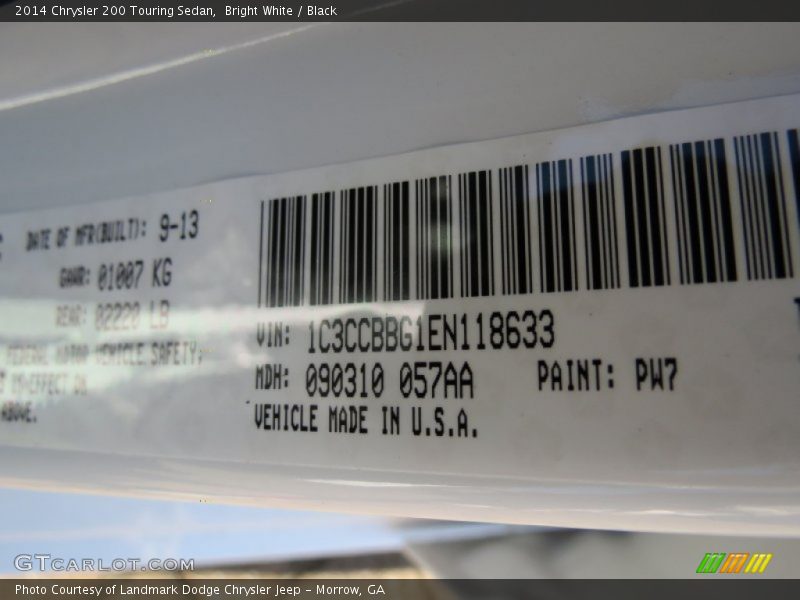 2014 Chrysler 200 Touring Sedan, Bright White / Black
DATE OF MFR(BUILT): 9-13
GAWR: 01007 KG
REAR: 02220 LB
FEDERAL MOTOR VEHICLE SAFETY,
IN EFFECT ON
ABOVE.
VIN: 1C3CCBBG1EN118633
MDH: 090310 057AA PAINT: PW7
VEHICLE MADE IN U.S.A.
GTCARLOT.COM
Photo Courtesy of Landmark Dodge Chrysler Jeep – Morrow, GA